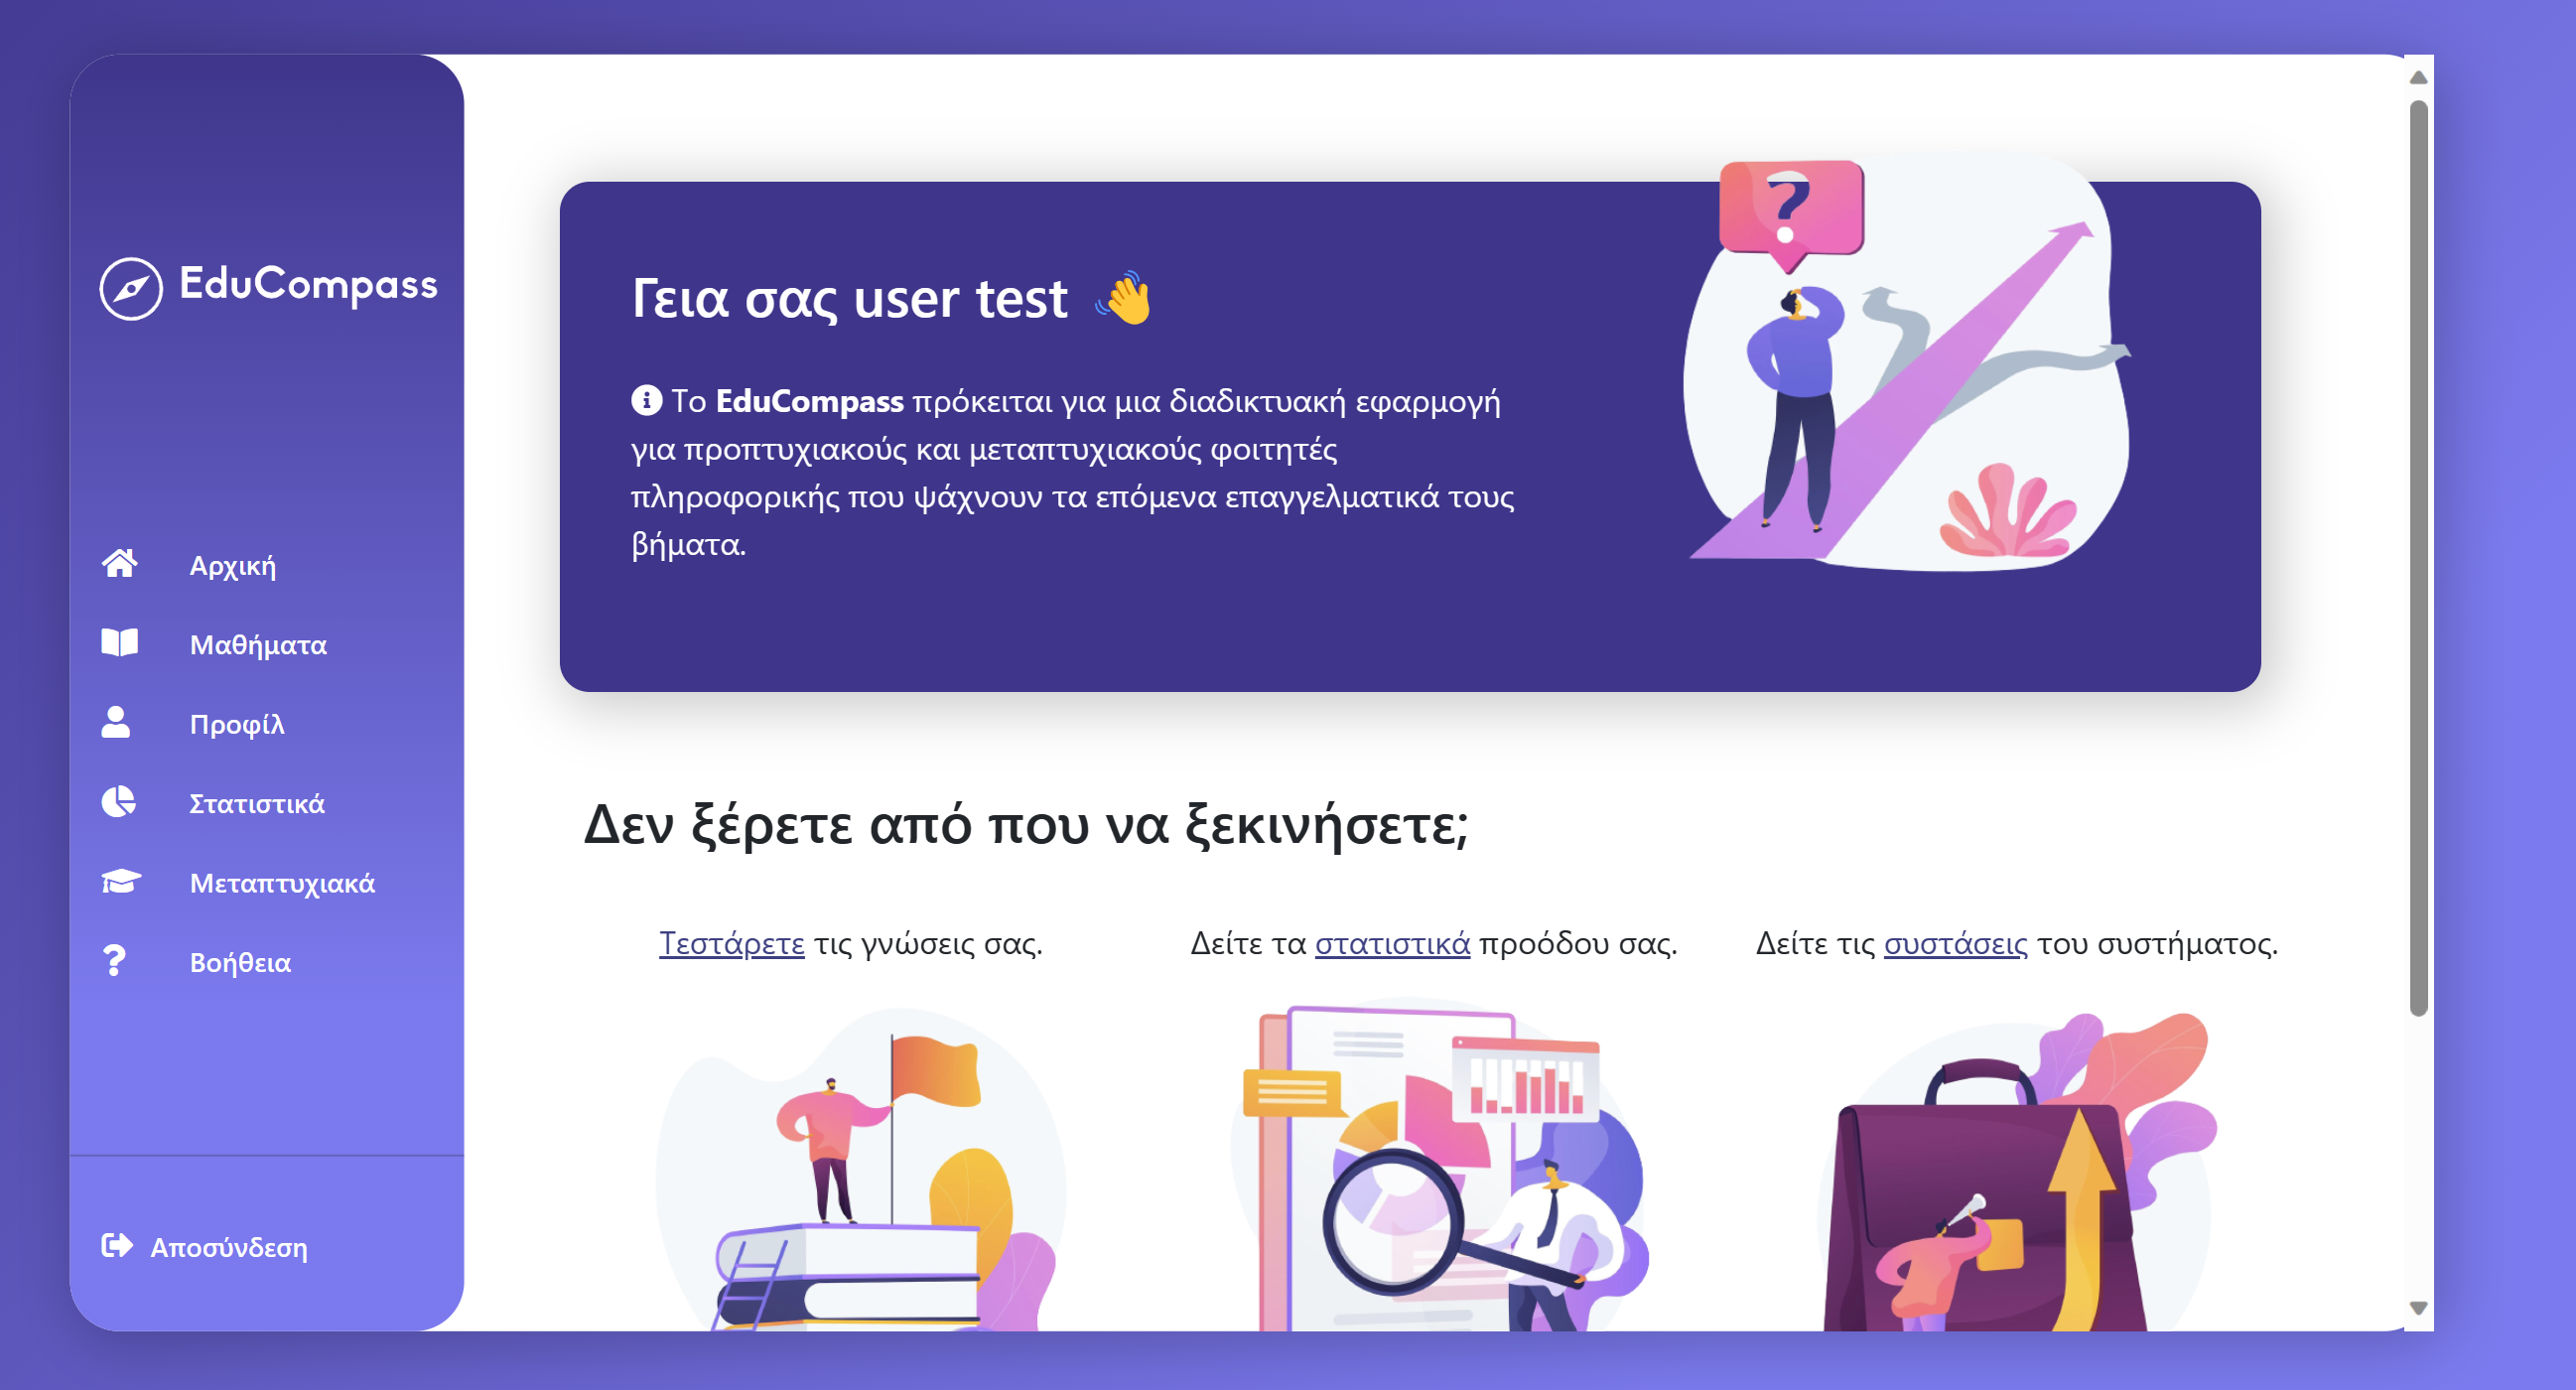 EduCompass
Αρχική
Μαθήματα
Προφίλ
Στατιστικά
Μεταπτυχιακά
Βοήθεια
Αποσύνδεση
Γεια σας user test 👋
Το EduCompass πρόκειται για μια διαδικτυακή εφαρμογή
για προπτυχιακούς και μεταπτυχιακούς φοιτητές
πληροφορικής που ψάχνουν τα επόμενα επαγγελματικά τους
βήματα.
?
Δεν ξέρετε από που να ξεκινήσετε;
Τεστάρετε τις γνώσεις σας.
Δείτε τα στατιστικά προόδου σας.
Δείτε τις συστάσεις του συστήματος.